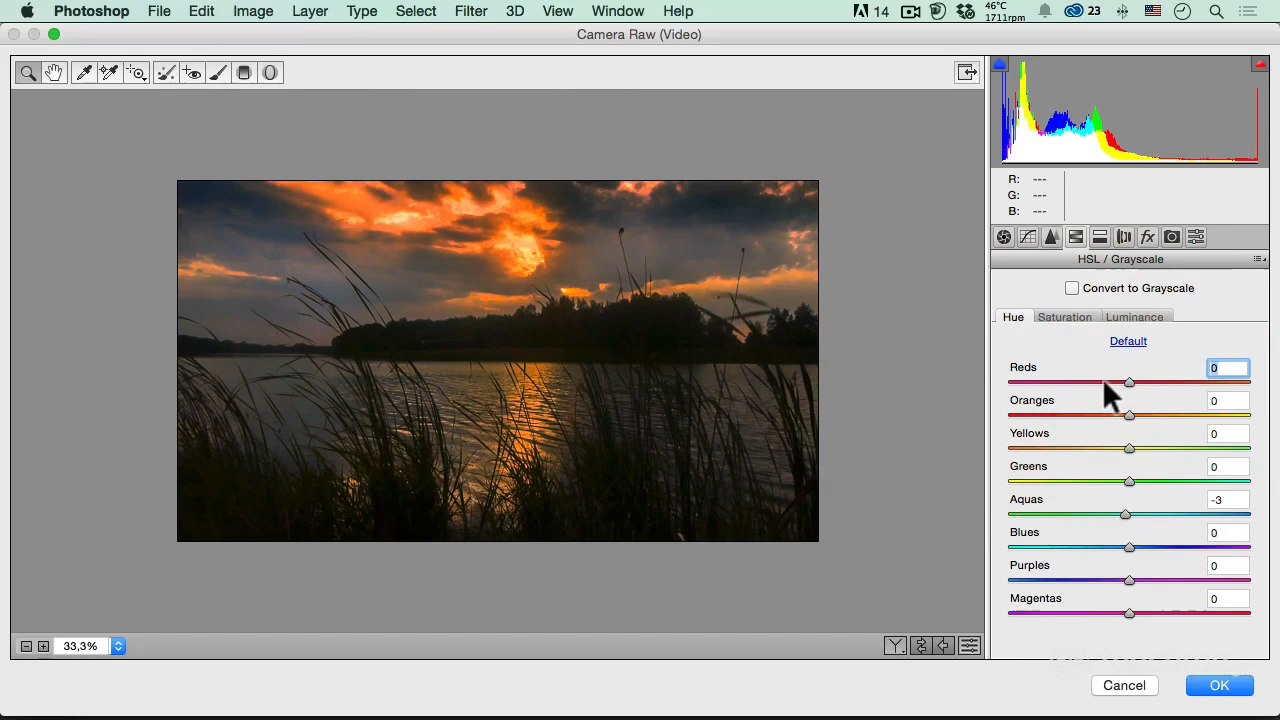 Photoshop File Edit Image Layer Type Select Filter 3D View Window Help 14 46°C 1711rpm 23
Camera Raw (Video)
R: ---
G: ---
B: ---
fx
HSL / Grayscale
Convert to Grayscale
Hue Saturation Luminance
Default
Reds 0
Oranges 0
Yellows 0
Greens 0
Aquas -3
Blues 0
Purples 0
Magentas 0
33,3% Y
Cancel OK